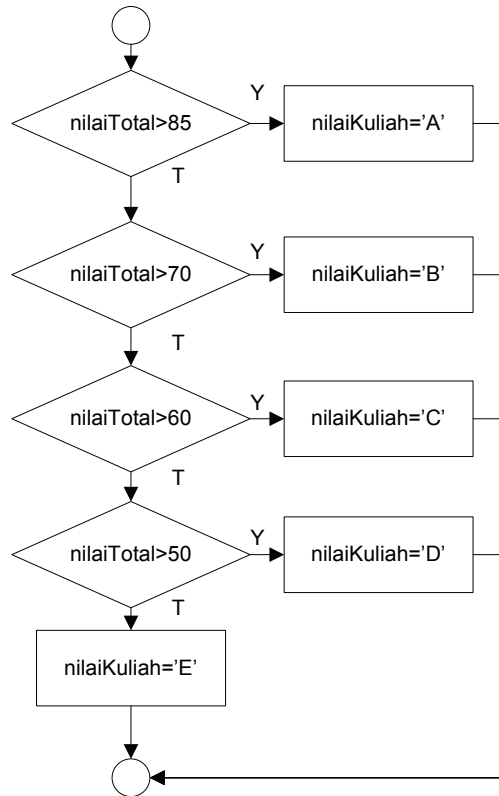 nilaiTotal>85
Y
nilaiKuliah='A'
T
nilaiTotal>70
Y
nilaiKuliah='B'
T
nilaiTotal>60
Y
nilaiKuliah='C'
T
nilaiTotal>50
Y
nilaiKuliah='D'
T
nilaiKuliah='E'